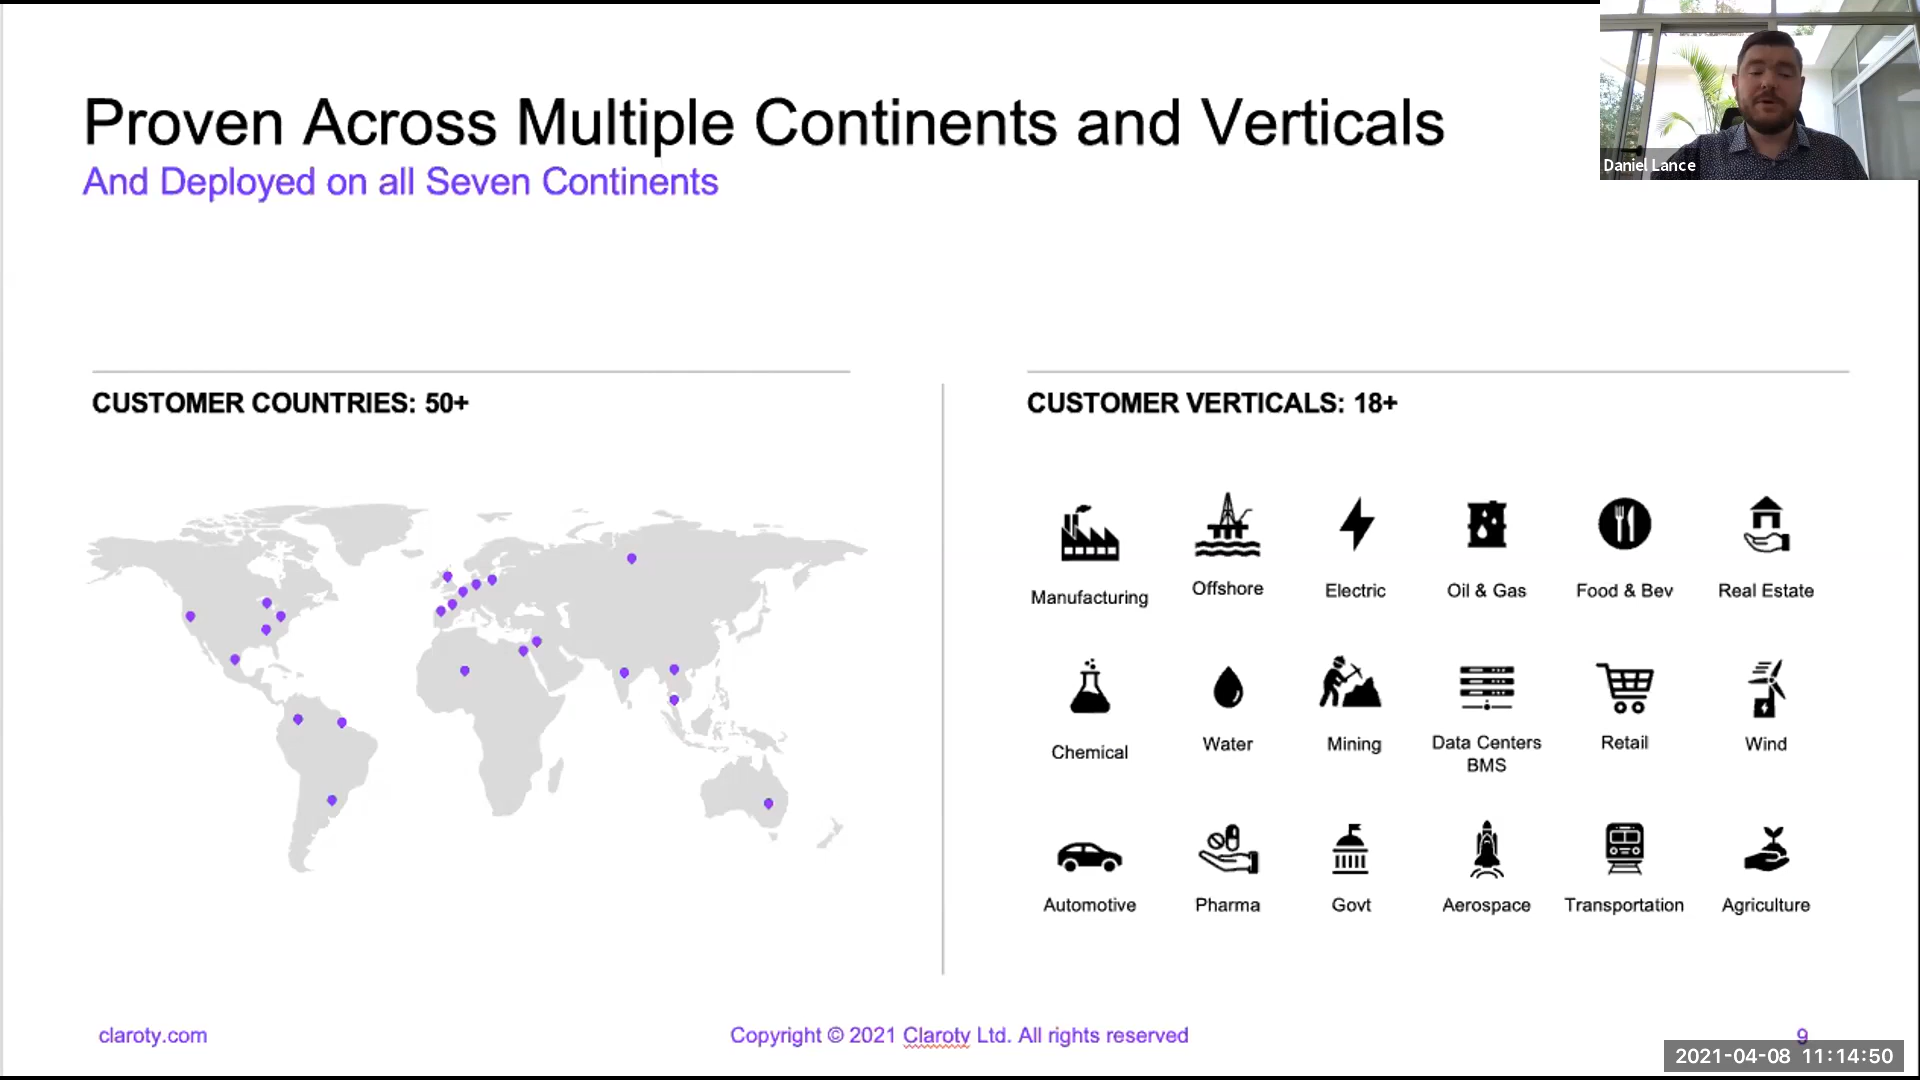 Proven Across Multiple Continents and Verticals
And Deployed on all Seven Continents
Daniel Lance
CUSTOMER COUNTRIES: 50+
CUSTOMER VERTICALS: 18+
Manufacturing
Offshore
Electric
Oil & Gas
Food & Bev
Real Estate
Chemical
Water
Mining
Data Centers
BMS
Retail
Wind
Automotive
Pharma
Govt
Aerospace
Transportation
Agriculture
claroty.com
Copyright © 2021 Claroty Ltd. All rights reserved
9
2021-04-08 11:14:50